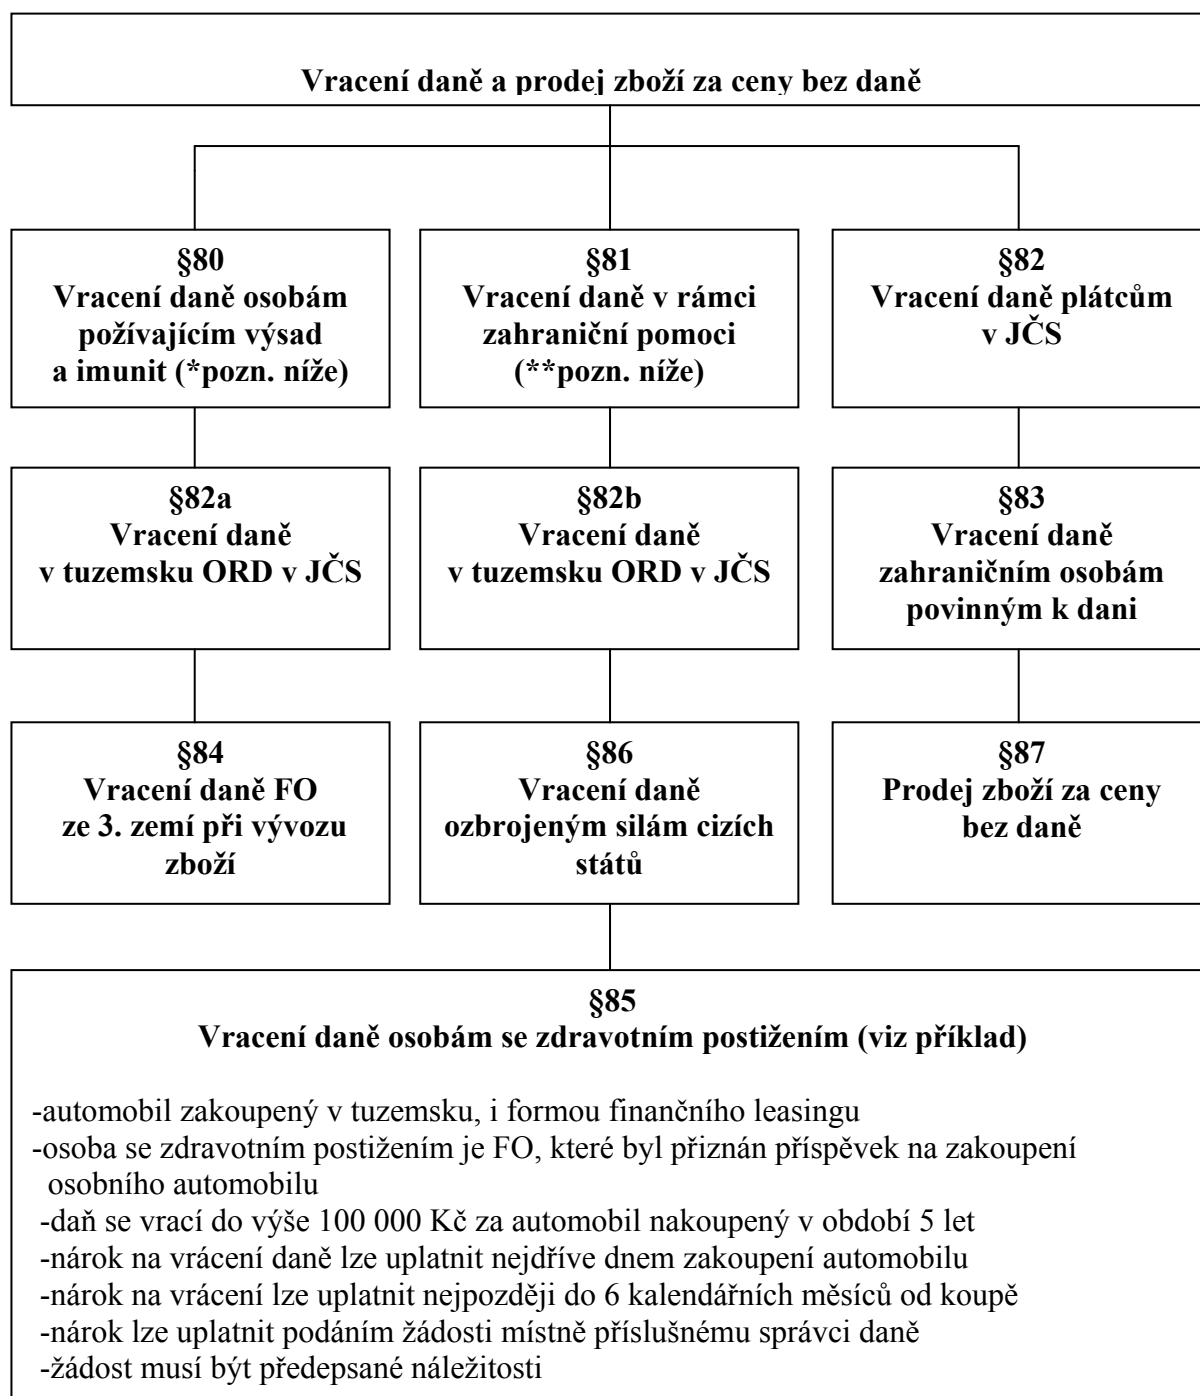 Vracení daně a prodej zboží za ceny bez daně
§80
Vracení daně osobám
požívajícím výsad
a imunit (*pozn. níže)
§81
Vracení daně v rámci
zahraniční pomoci
(**pozn. níže)
§82
Vracení daně plátcům
v JČS
§82a
Vracení daně
v tuzemsku ORD v JČS
§82b
Vracení daně
v tuzemsku ORD v JČS
§83
Vracení daně
zahraničním osobám
povinným k dani
§84
Vracení daně FO
ze 3. zemí při vývozu
zboží
§86
Vracení daně
ozbrojeným silám cizích
států
§87
Prodej zboží za ceny
bez daně
§85
Vracení daně osobám se zdravotním postižením (viz příklad)
-automobil zakoupený v tuzemsku, i formou finančního leasingu
-osoba se zdravotním postižením je FO, které byl přiznán příspěvek na zakoupení
osobního automobilu
-daň se vrací do výše 100 000 Kč za automobil nakoupený v období 5 let
-nárok na vrácení daně lze uplatnit nejdříve dnem zakoupení automobilu
-nárok na vrácení lze uplatnit nejpozději do 6 kalendářních měsíců od koupě
-nárok lze uplatnit podáním žádosti místně příslušnému správci daně
-žádost musí být předepsané náležitosti